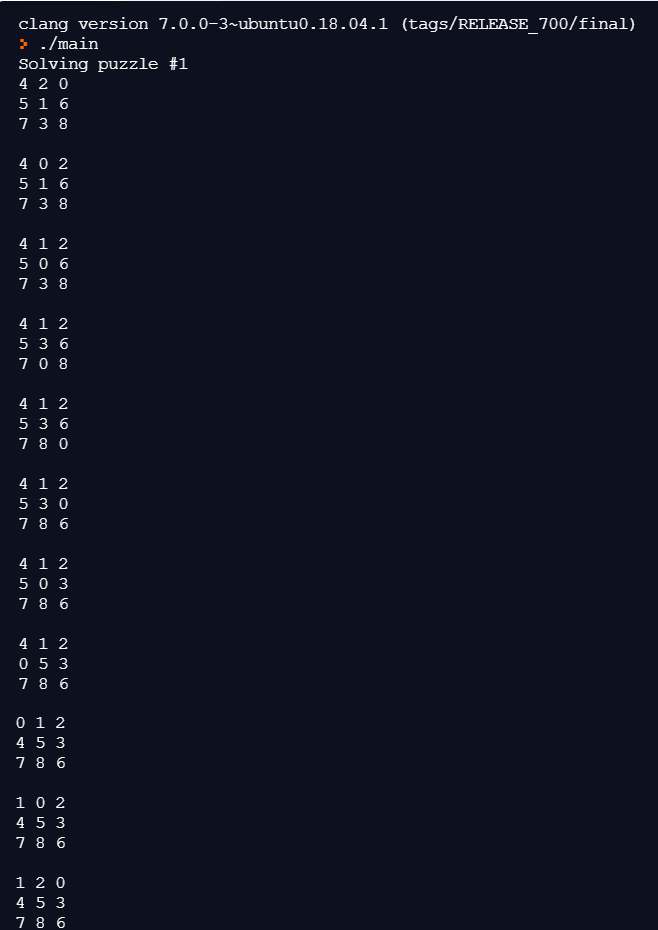 clang version 7.0.0-3~ubuntu0.18.04.1 (tags/RELEASE_700/final)
> ./main
Solving puzzle #1
4 2 0
5 1 6
7 3 8

4 0 2
5 1 6
7 3 8

4 1 2
5 0 6
7 3 8

4 1 2
5 3 6
7 0 8

4 1 2
5 3 6
7 8 0

4 1 2
5 3 0
7 8 6

4 1 2
5 0 3
7 8 6

4 1 2
0 5 3
7 8 6

0 1 2
4 5 3
7 8 6

1 0 2
4 5 3
7 8 6

1 2 0
4 5 3
7 8 6